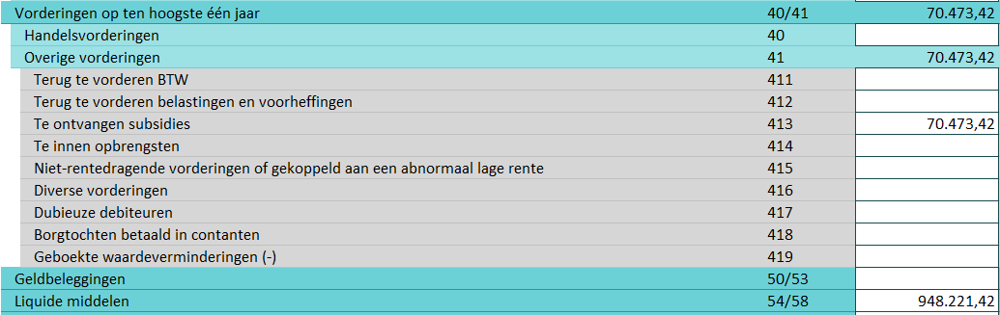 Vorderingen op ten hoogste één jaar 40/41 70.473,42
Handelsvorderingen 40
Overige vorderingen 41 70.473,42
Terug te vorderen BTW 411
Terug te vorderen belastingen en voorheffingen 412
Te ontvangen subsidies 413 70.473,42
Te innen opbrengsten 414
Niet-rentedragende vorderingen of gekoppeld aan een abnormaal lage rente 415
Diverse vorderingen 416
Dubieuze debiteuren 417
Borgtochten betaald in contanten 418
Geboekte waardeverminderingen (-) 419
Geldbeleggingen 50/53
Liquide middelen 54/58 948.221,42